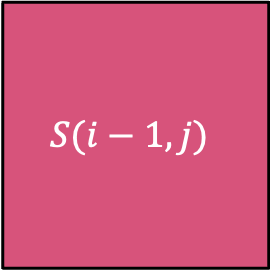 S(i − 1, j)